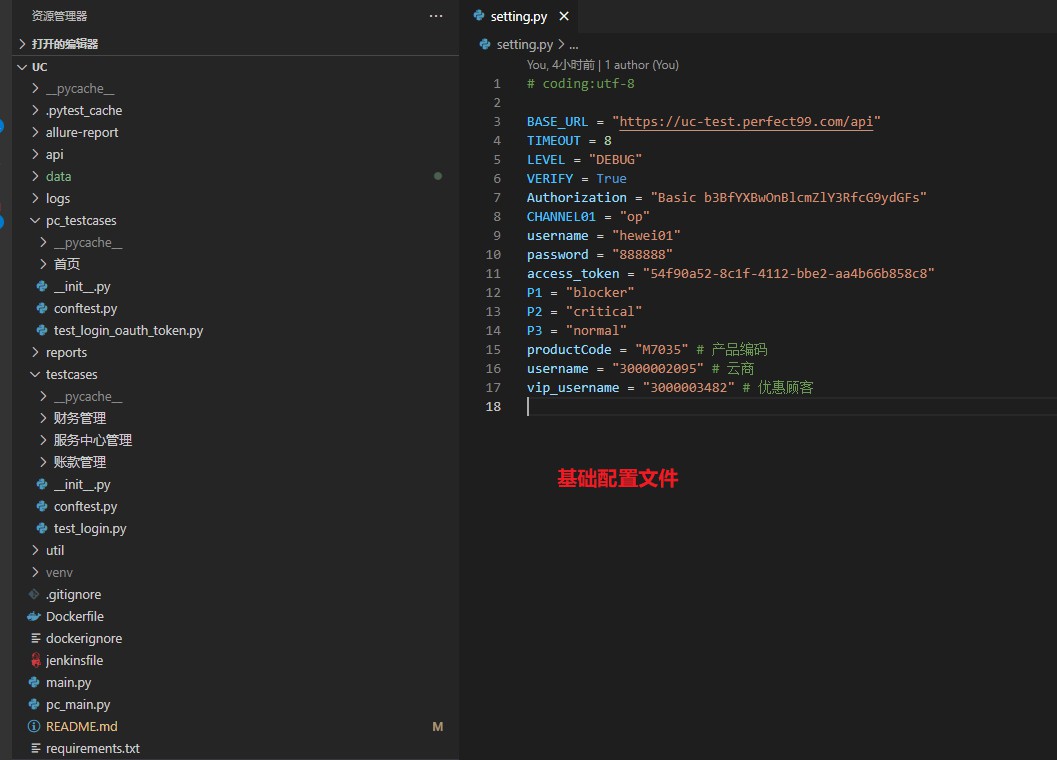 资源管理器
打开的编辑器
UC
__pycache__
.pytest_cache
allure-report
api
data
logs
pc_testcases
__pycache__
首页
__init__.py
conftest.py
test_login_oauth_token.py
reports
testcases
__pycache__
财务管理
服务中心管理
账款管理
__init__.py
conftest.py
test_login.py
util
venv
.gitignore
Dockerfile
dockerignore
jenkinsfile
main.py
pc_main.py
README.md M
requirements.txt
setting.py
setting.py > ...
You, 4小时前 | 1 author (You)
1 # coding:utf-8
2
3 BASE_URL = "https://uc-test.perfect99.com/api"
4 TIMEOUT = 8
5 LEVEL = "DEBUG"
6 VERIFY = True
7 Authorization = "Basic b3BfYXBwOnBlcmZlY3RfcG9ydGFs"
8 CHANNEL01 = "op"
9 username = "hewei01"
10 password = "888888"
11 access_token = "54f90a52-8c1f-4112-bbe2-aa4b66b858c8"
12 P1 = "blocker"
13 P2 = "critical"
14 P3 = "normal"
15 productCode = "M7035" # 产品编码
16 username = "3000002095" # 云商
17 vip_username = "3000003482" # 优惠顾客
18
基础配置文件